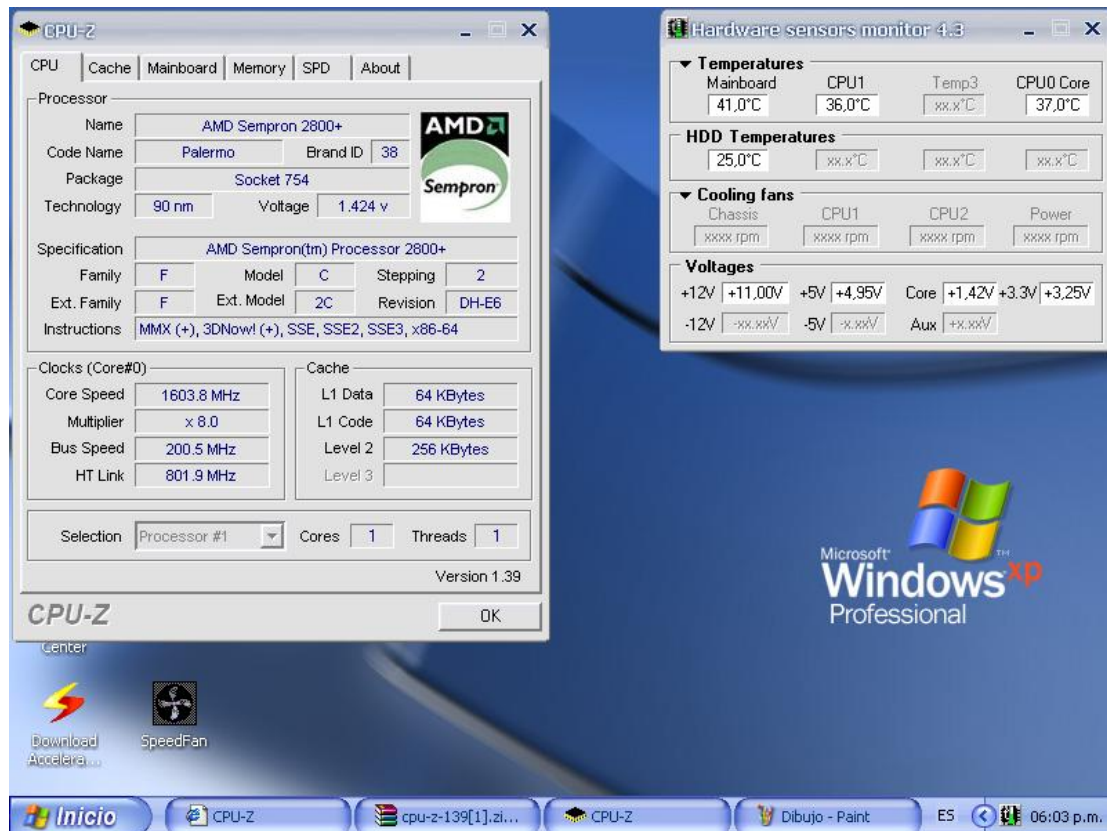 CPU-Z
CPU Cache Mainboard Memory SPD About
Processor
Name AMD Sempron 2800+
AMD
Sempron
Code Name Palermo Brand ID 38
Package Socket 754
Technology 90 nm Voltage 1.424 v
Specification AMD Sempron(tm) Processor 2800+
Family F Model C Stepping 2
Ext. Family F Ext. Model 2C Revision DH-E6
Instructions MMX (+), 3DNow! (+), SSE, SSE2, SSE3, x86-64
Clocks (Core#0)
Core Speed 1603.8 MHz
Multiplier x 8.0
Bus Speed 200.5 MHz
HT Link 801.9 MHz
Cache
L1 Data 64 KBytes
L1 Code 64 KBytes
Level 2 256 KBytes
Level 3
Selection Processor #1 Cores 1 Threads 1
Version 1.39
CPU-Z OK
Hardware sensors monitor 4.3
Temperatures
Mainboard CPU1 Temp3 CPU0 Core
41,0°C 36,0°C xx.x°C 37,0°C
HDD Temperatures
25,0°C xx.x°C xx.x°C xx.x°C
Cooling fans
Chassis CPU1 CPU2 Power
xxxx rpm xxxx rpm xxxx rpm xxxx rpm
Voltages
+12V +11,00V +5V +4,95V Core +1,42V +3.3V +3,25V
-12V -xx.xxV -5V -x.xxV Aux +x.xxV
Microsoft
Windows xp TM
Professional
Center
Download Accelera...
SpeedFan
Inicio CPU-Z cpu-z-139[1].zi... CPU-Z Dibujo - Paint ES 06:03 p.m.